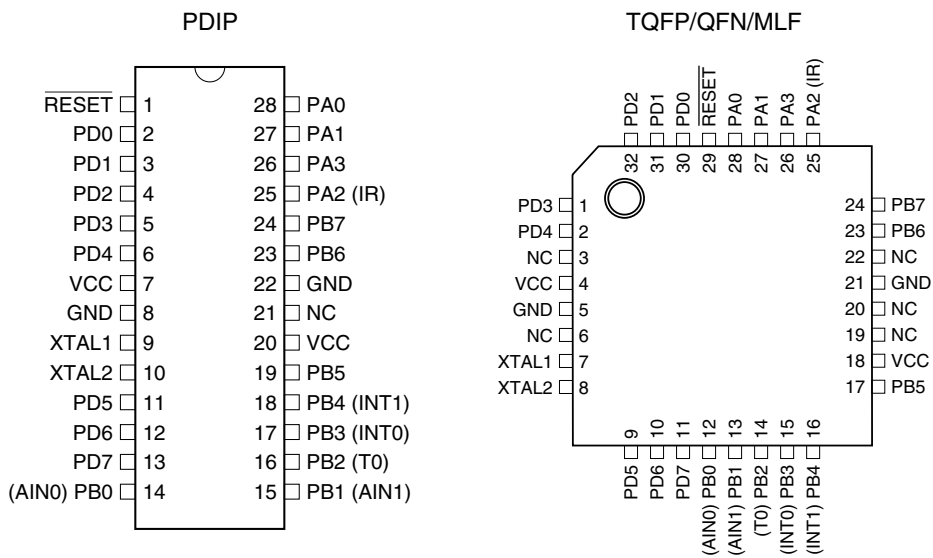 PDIP
RESET 1 28 PA0
PD0 2 27 PA1
PD1 3 26 PA3
PD2 4 25 PA2 (IR)
PD3 5 24 PB7
PD4 6 23 PB6
VCC 7 22 GND
GND 8 21 NC
XTAL1 9 20 VCC
XTAL2 10 19 PB5
PD5 11 18 PB4 (INT1)
PD6 12 17 PB3 (INT0)
PD7 13 16 PB2 (T0)
(AIN0) PB0 14 15 PB1 (AIN1)
TQFP/QFN/MLF
PD2 PD1 PD0 RESET PA0 PA1 PA3 PA2 (IR)
32 31 30 29 28 27 26 25
PD3 1 24 PB7
PD4 2 23 PB6
NC 3 22 NC
VCC 4 21 GND
GND 5 20 NC
NC 6 19 NC
XTAL1 7 18 VCC
XTAL2 8 17 PB5
9 10 11 12 13 14 15 16
PD5 PD6 PD7 (AIN0) PB0 (AIN1) PB1 (T0) PB2 (INT0) PB3 (INT1) PB4